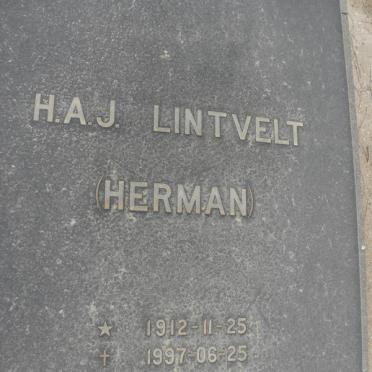 H.A.J. LINTVELT
(HERMAN)
★ 1912-11-25
✝ 1997-06-25